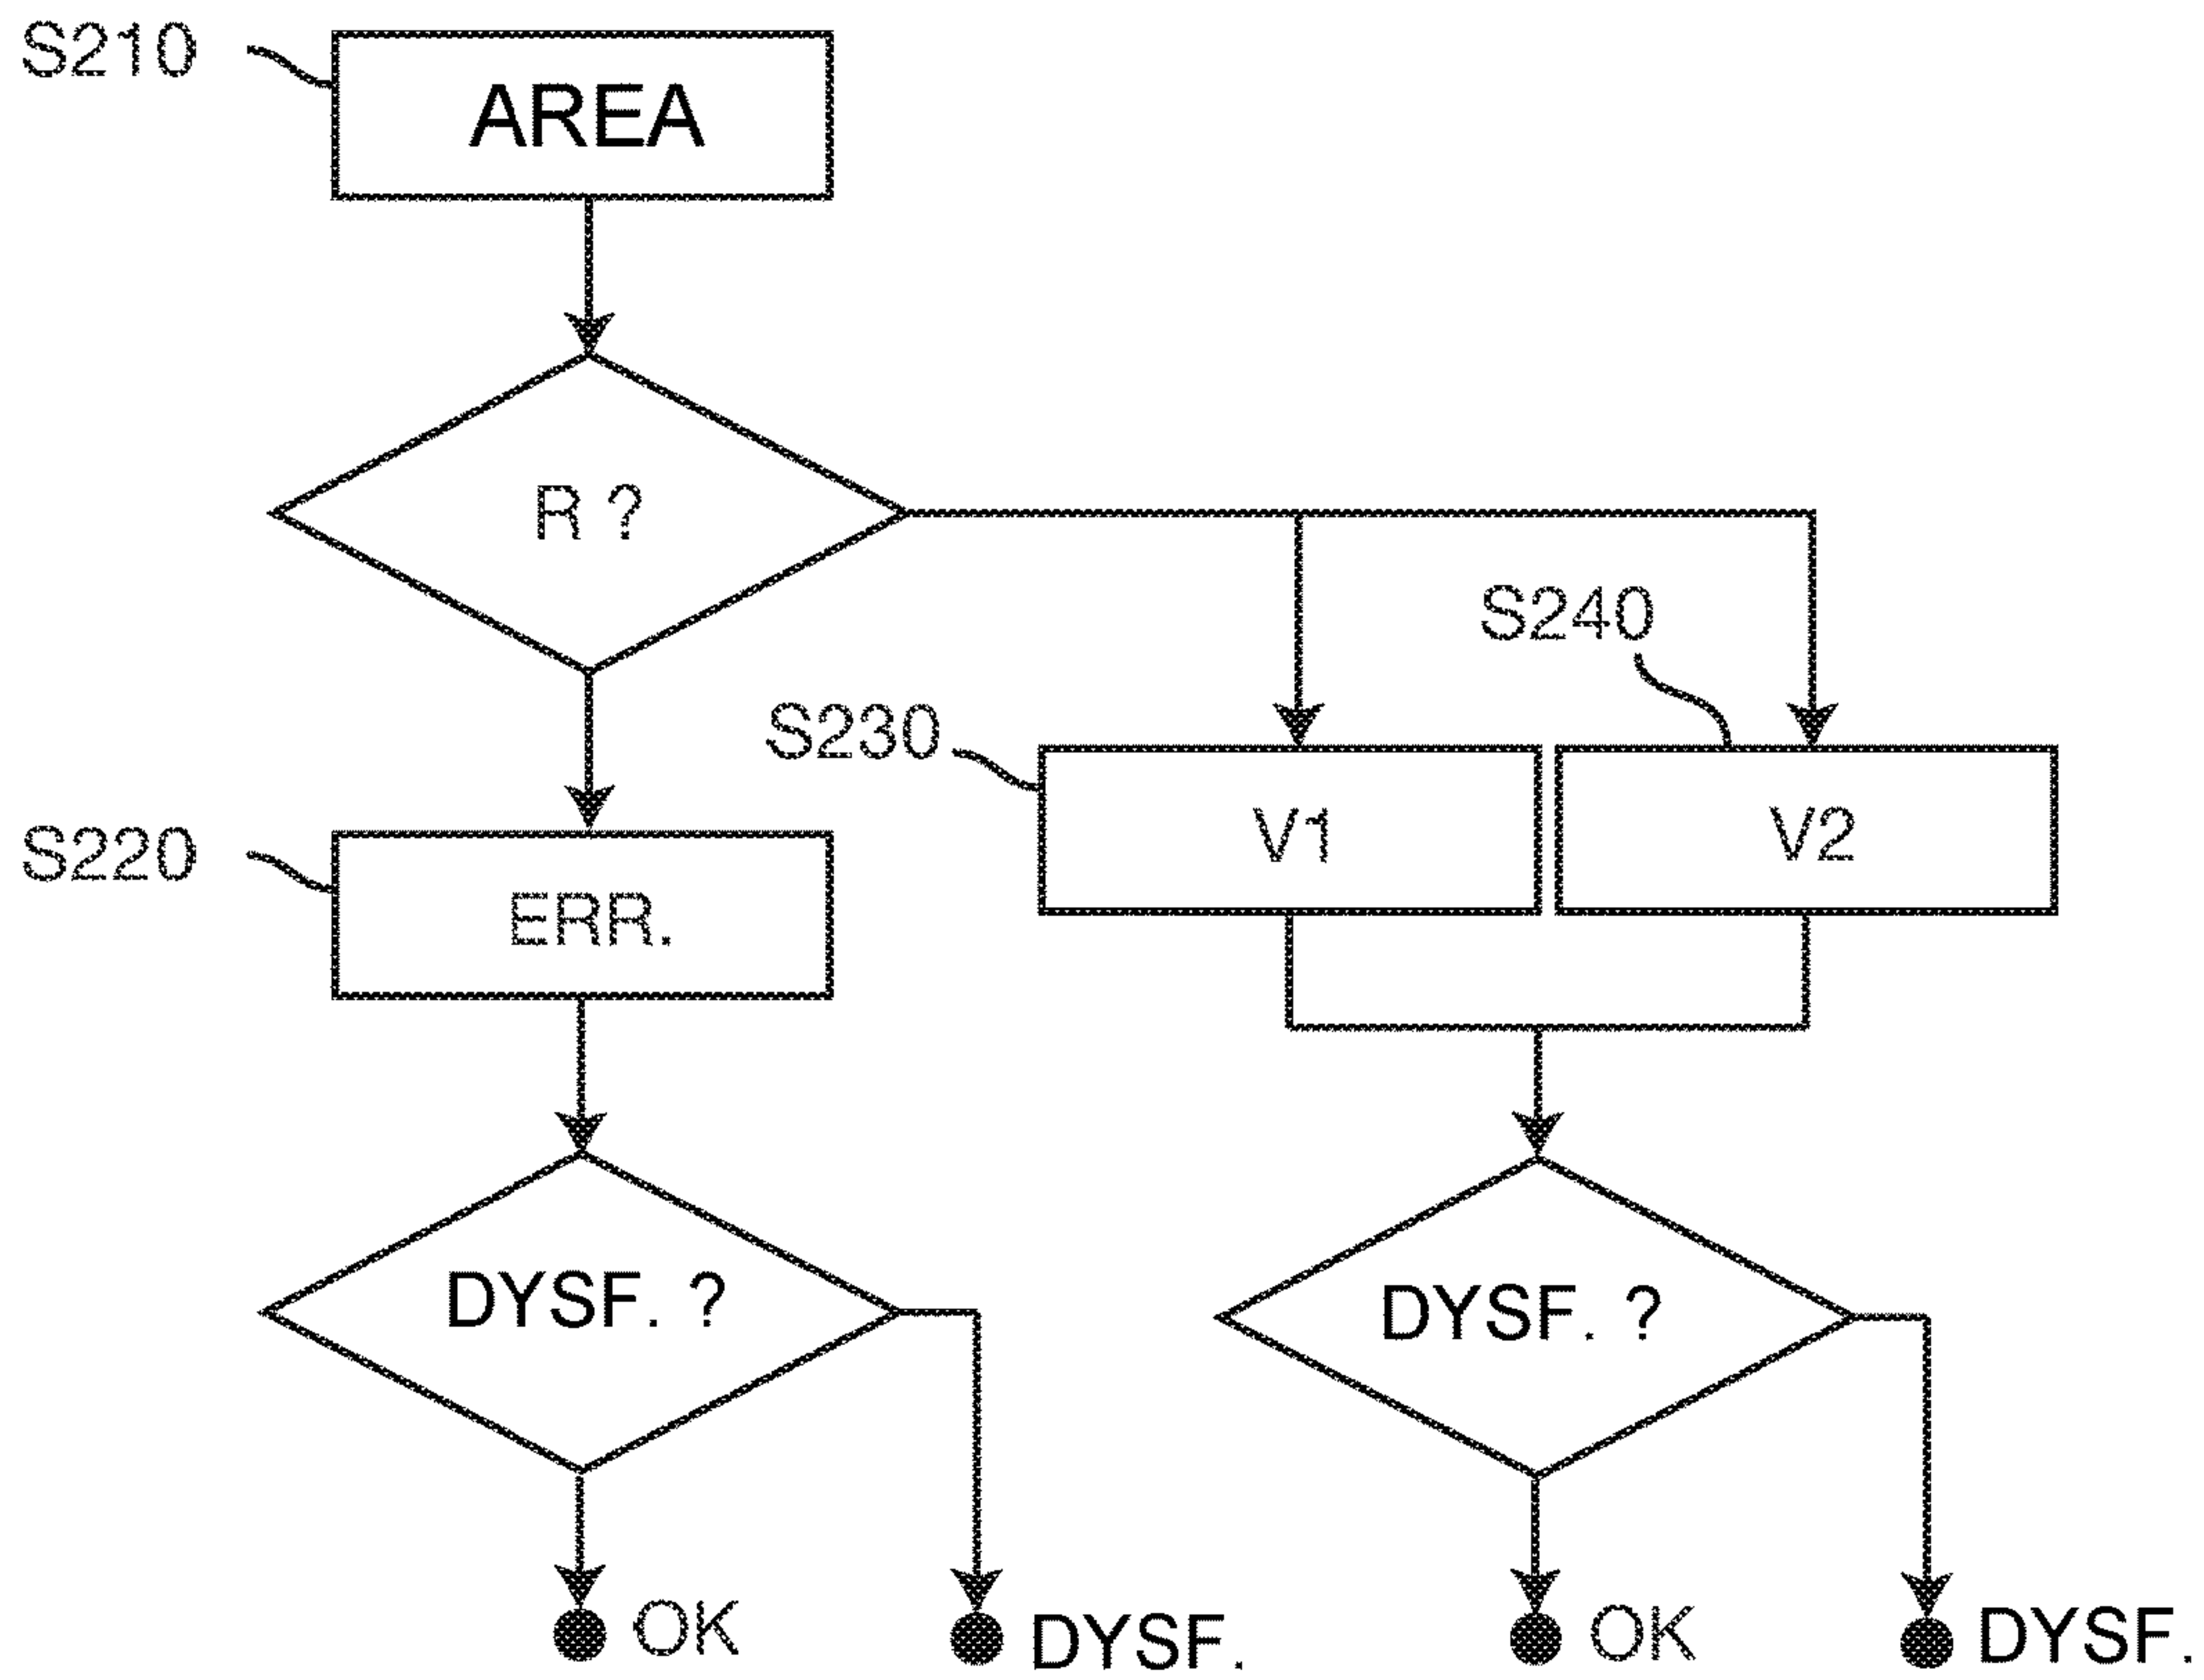 S210
AREA
R ?
S240
S230
V1
V2
S220
ERR.
DYSF. ?
DYSF. ?
OK
DYSF.
OK
DYSF.